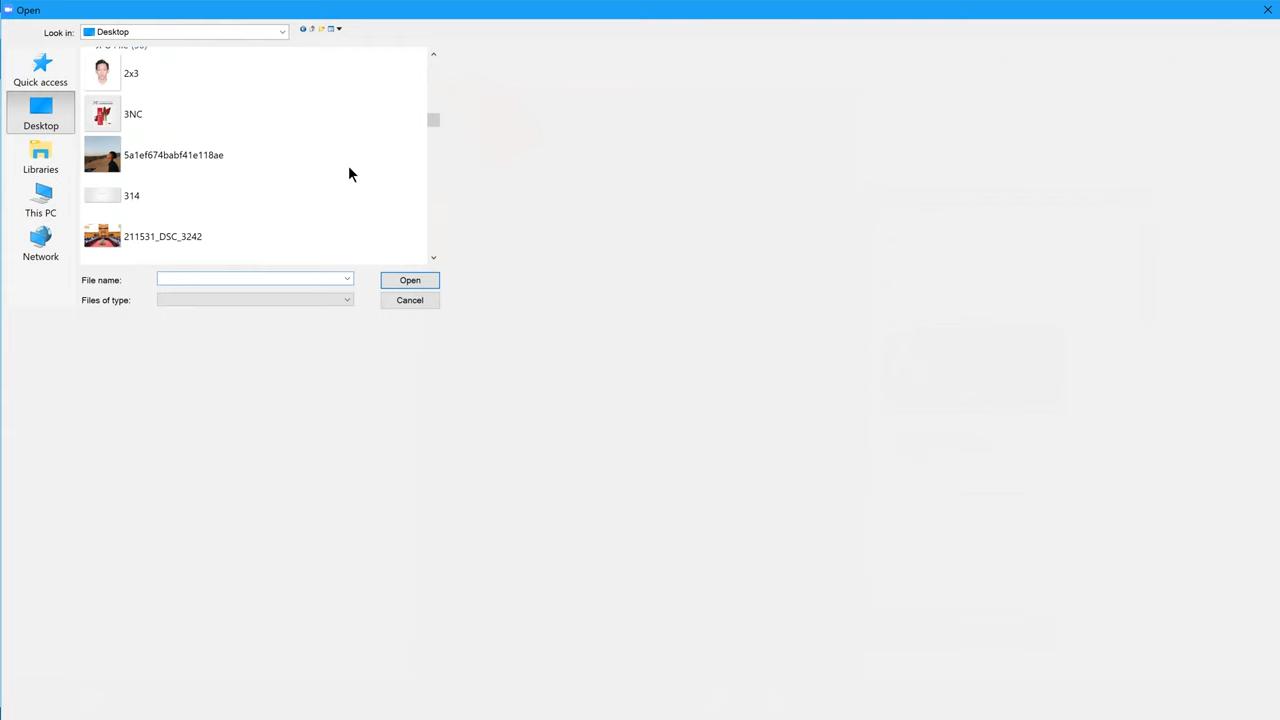 Open
Look in:
Desktop
Quick access
Desktop
Libraries
This PC
Network
2x3
3NC
5a1ef674babf41e118ae
314
211531_DSC_3242
File name:
Open
Files of type:
Cancel